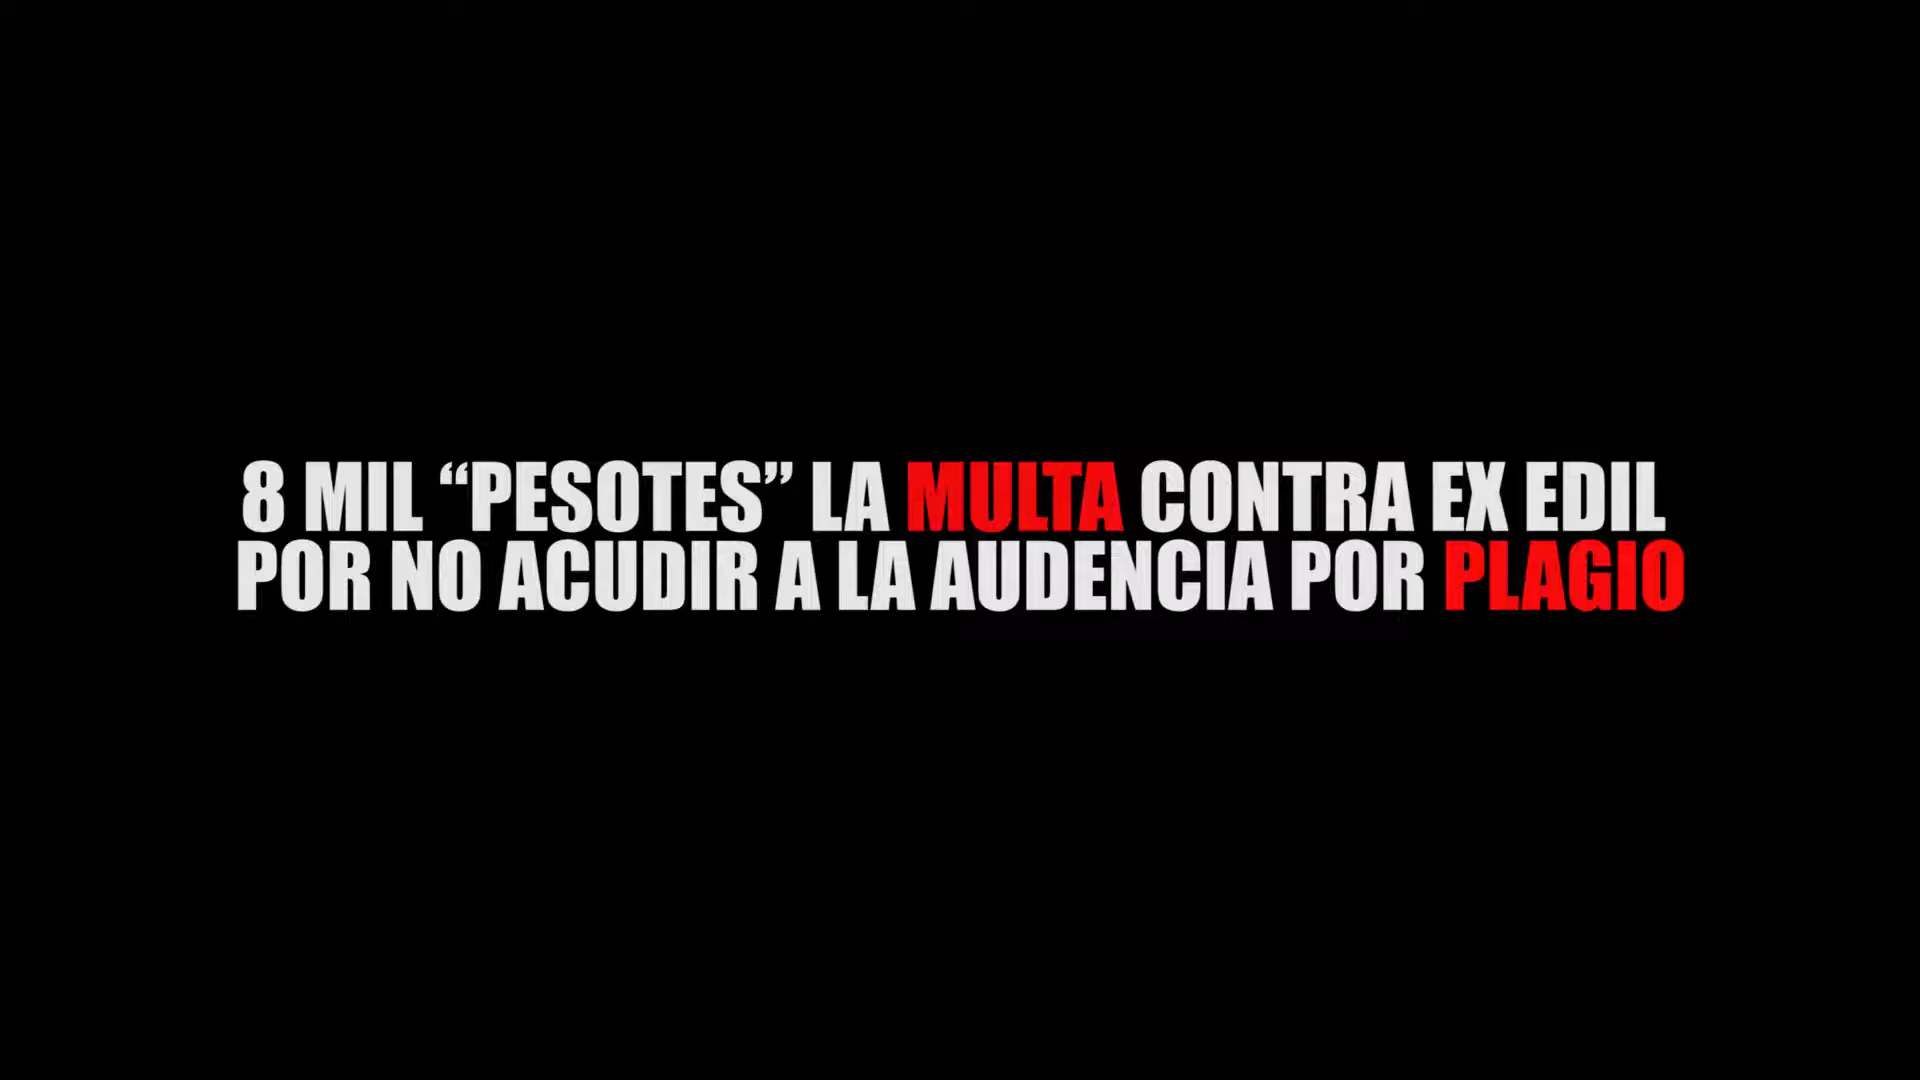 8 MIL “PESOTES” LA MULTA CONTRA EX EDIL
POR NO ACUDIR A LA AUDENCIA POR PLAGIO